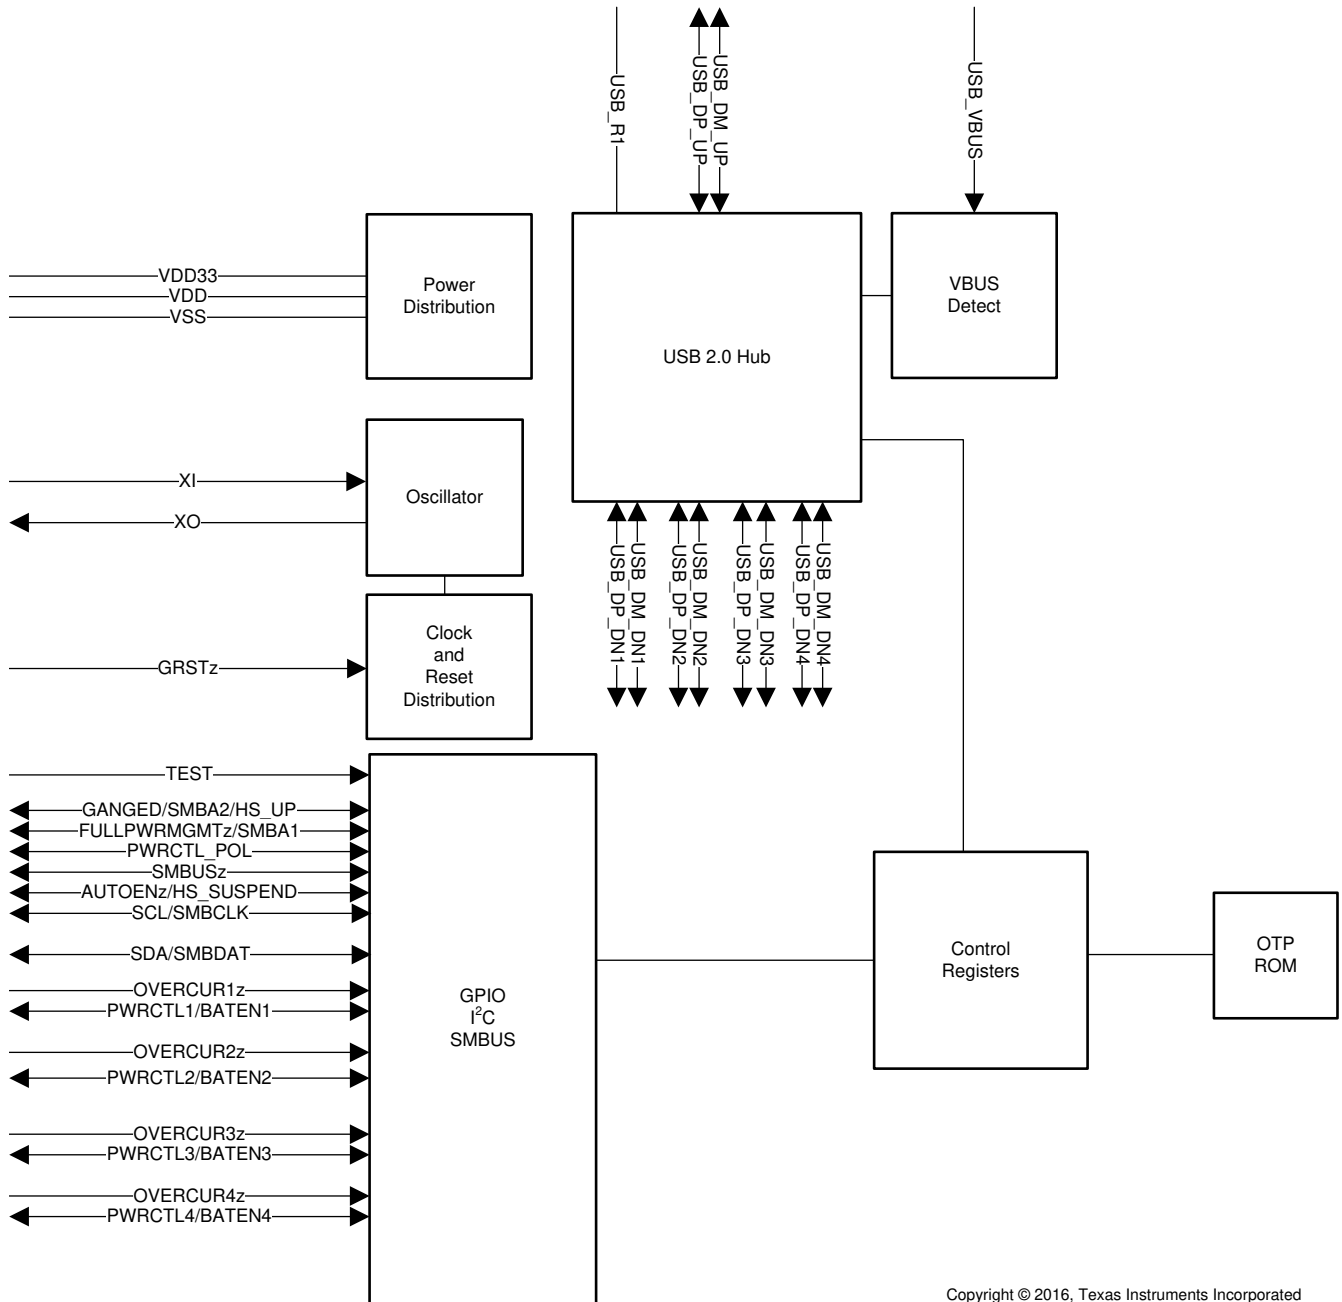 USB_R1
USB_DP_UP
USB_DM_UP
USB_VBUS
VDD33
VDD
VSS
Power
Distribution
USB 2.0 Hub
VBUS
Detect
XI
XO
Oscillator
USB_DP_DN1
USB_DM_DN1
USB_DP_DN2
USB_DM_DN2
USB_DP_DN3
USB_DM_DN3
USB_DP_DN4
USB_DM_DN4
GRSTz
Clock
and
Reset
Distribution
TEST
GANGED/SMBA2/HS_UP
FULLPWRMGMTz/SMBA1
PWRCTL_POL
SMBUSz
AUTOENz/HS_SUSPEND
SCL/SMBCLK
SDA/SMBDAT
OVERCUR1z
PWRCTL1/BATEN1
OVERCUR2z
PWRCTL2/BATEN2
OVERCUR3z
PWRCTL3/BATEN3
OVERCUR4z
PWRCTL4/BATEN4
GPIO
I²C
SMBUS
Control
Registers
OTP
ROM
Copyright © 2016, Texas Instruments Incorporated